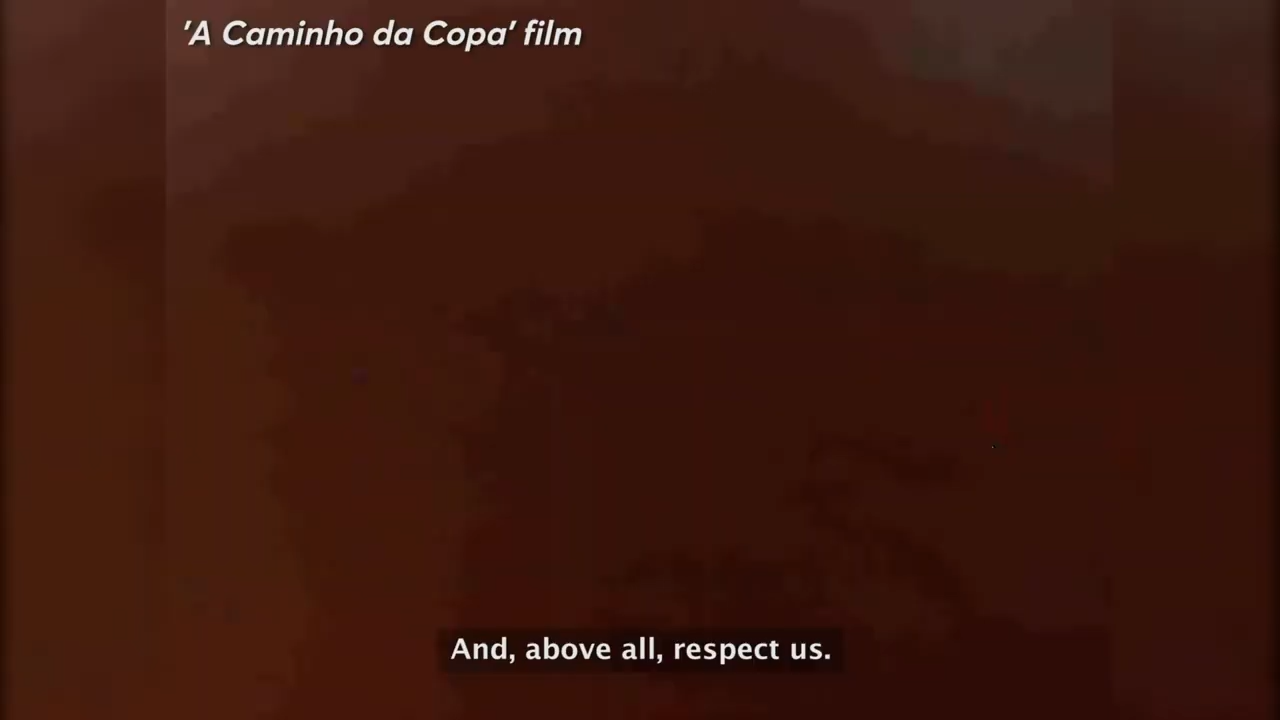 'A Caminho da Copa' film
And, above all, respect us.